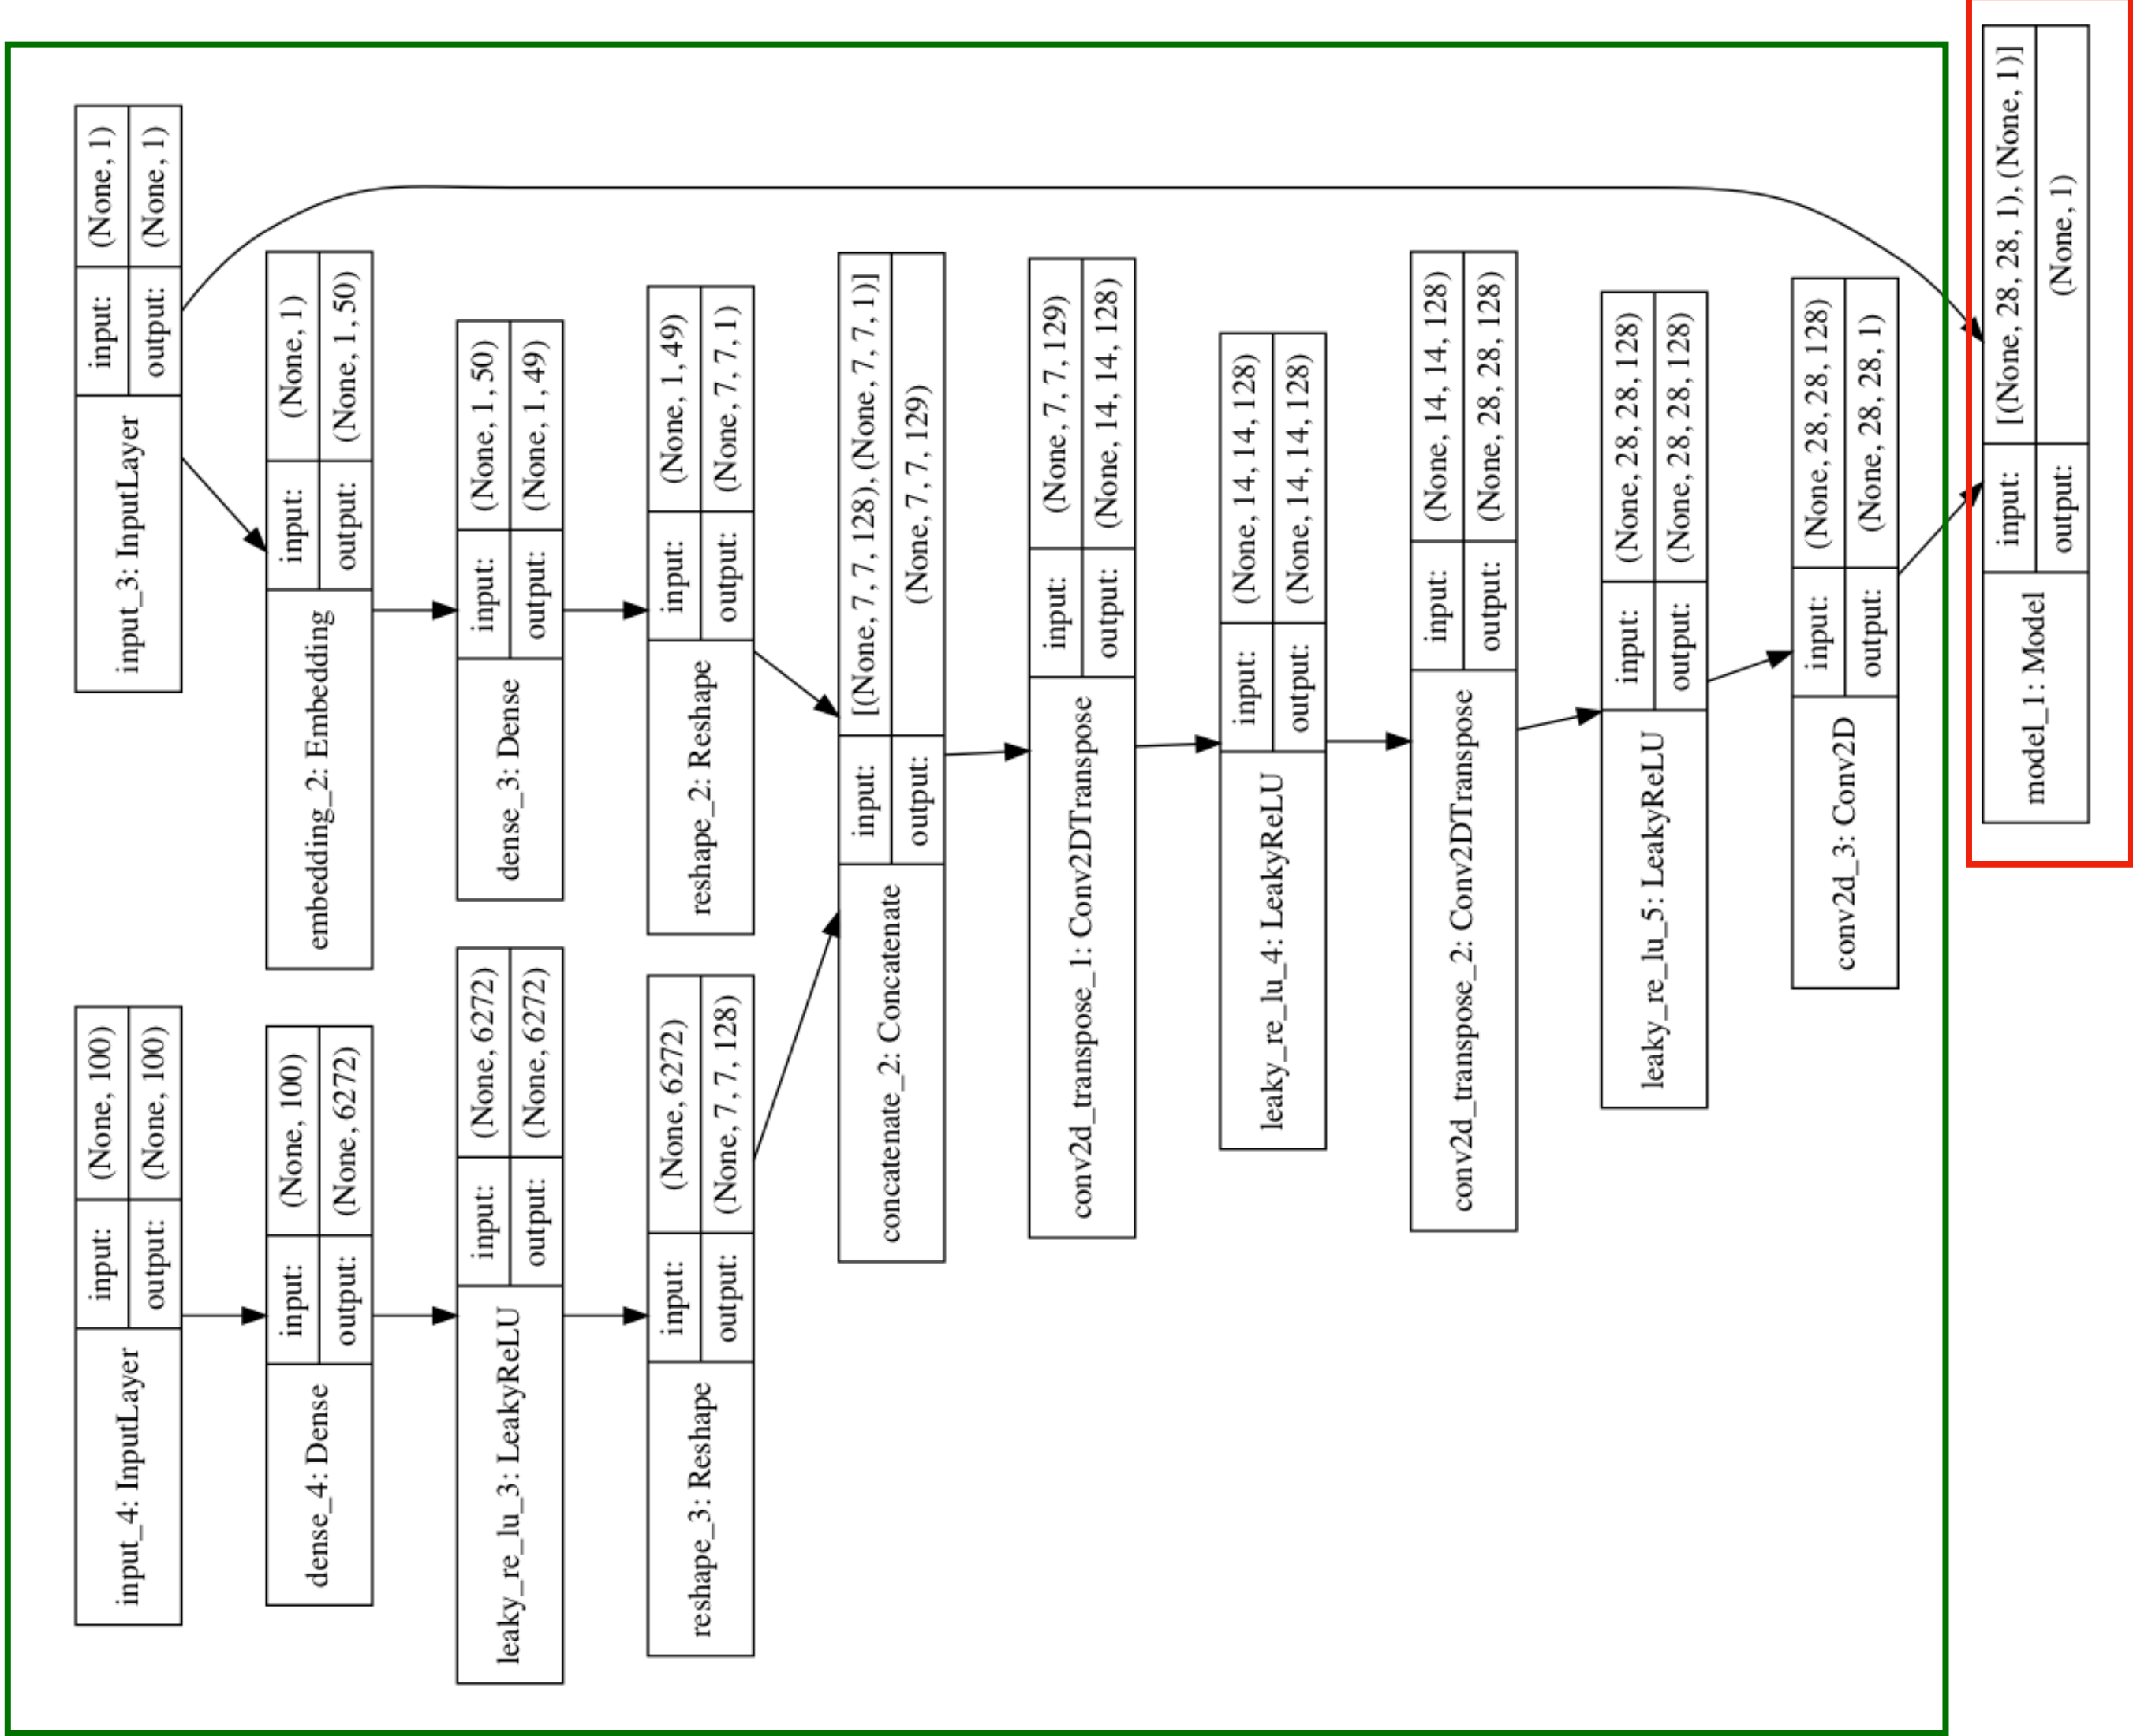 input_3: InputLayer
input:
(None, 1)
output:
(None, 1)
input_4: InputLayer
input:
(None, 100)
output:
(None, 100)
embedding_2: Embedding
input:
(None, 1)
output:
(None, 1, 50)
dense_4: Dense
input:
(None, 100)
output:
(None, 6272)
dense_3: Dense
input:
(None, 1, 50)
output:
(None, 1, 49)
leaky_re_lu_3: LeakyReLU
input:
(None, 6272)
output:
(None, 6272)
reshape_2: Reshape
input:
(None, 1, 49)
output:
(None, 7, 7, 1)
reshape_3: Reshape
input:
(None, 6272)
output:
(None, 7, 7, 128)
concatenate_2: Concatenate
input:
[(None, 7, 7, 128), (None, 7, 7, 1)]
output:
(None, 7, 7, 129)
conv2d_transpose_1: Conv2DTranspose
input:
(None, 7, 7, 129)
output:
(None, 14, 14, 128)
leaky_re_lu_4: LeakyReLU
input:
(None, 14, 14, 128)
output:
(None, 14, 14, 128)
conv2d_transpose_2: Conv2DTranspose
input:
(None, 14, 14, 128)
output:
(None, 28, 28, 128)
leaky_re_lu_5: LeakyReLU
input:
(None, 28, 28, 128)
output:
(None, 28, 28, 128)
conv2d_3: Conv2D
input:
(None, 28, 28, 128)
output:
(None, 28, 28, 1)
model_1: Model
input:
[(None, 28, 28, 1), (None, 1)]
output:
(None, 1)